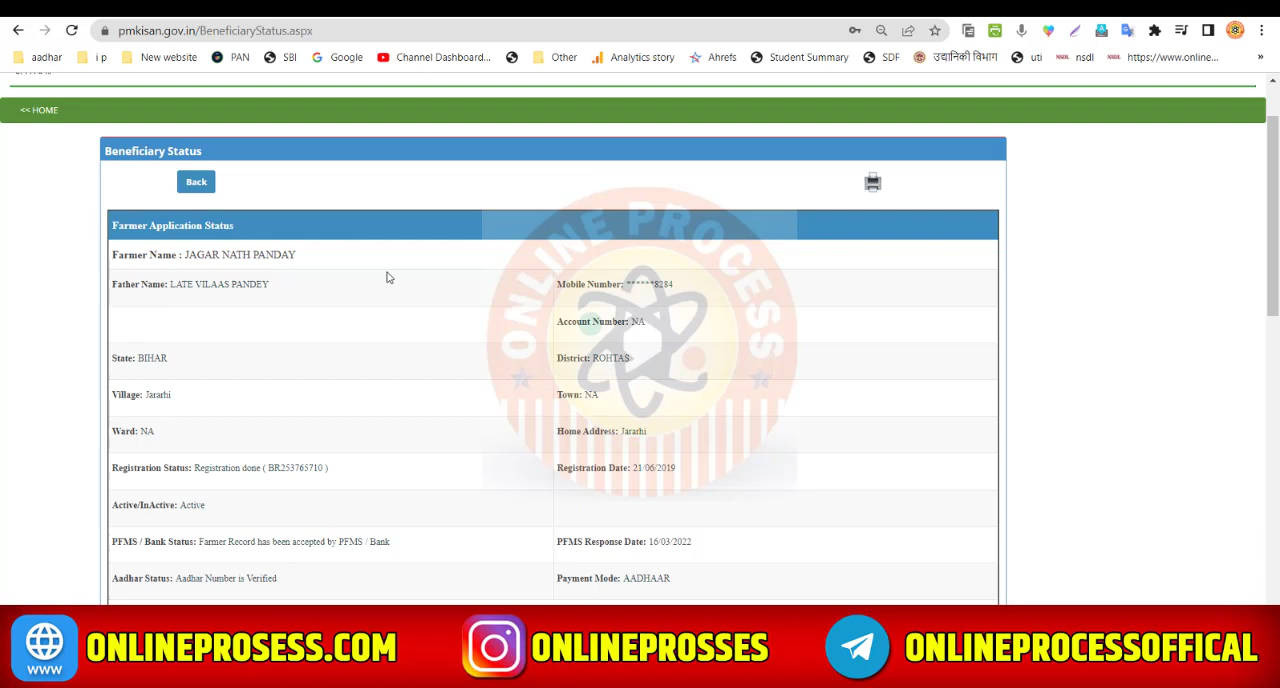 pmkisan.gov.in/BeneficiaryStatus.aspx
aadhar i p New website PAN SBI Google Channel Dashboard... Other Analytics story Ahrefs Student Summary SDF उद्यानिकी विभाग uti NSDL nsdl NSDL https://www.online... »
<< HOME
Beneficiary Status
Back
Farmer Application Status
Farmer Name : JAGAR NATH PANDAY
Father Name: LATE VILAAS PANDEY Mobile Number: ******8284
Account Number: NA
State: BIHAR District: ROHTAS
Village: Jararhi Town: NA
Ward: NA Home Address: Jararhi
Registration Status: Registration done ( BR253765710 ) Registration Date: 21/06/2019
Active/InActive: Active
PFMS / Bank Status: Farmer Record has been accepted by PFMS / Bank PFMS Response Date: 16/03/2022
Aadhar Status: Aadhar Number is Verified Payment Mode: AADHAAR
ONLINE PROCESS
WWW ONLINEPROSESS.COM ONLINEPROSSES ONLINEPROCESSOFFICAL